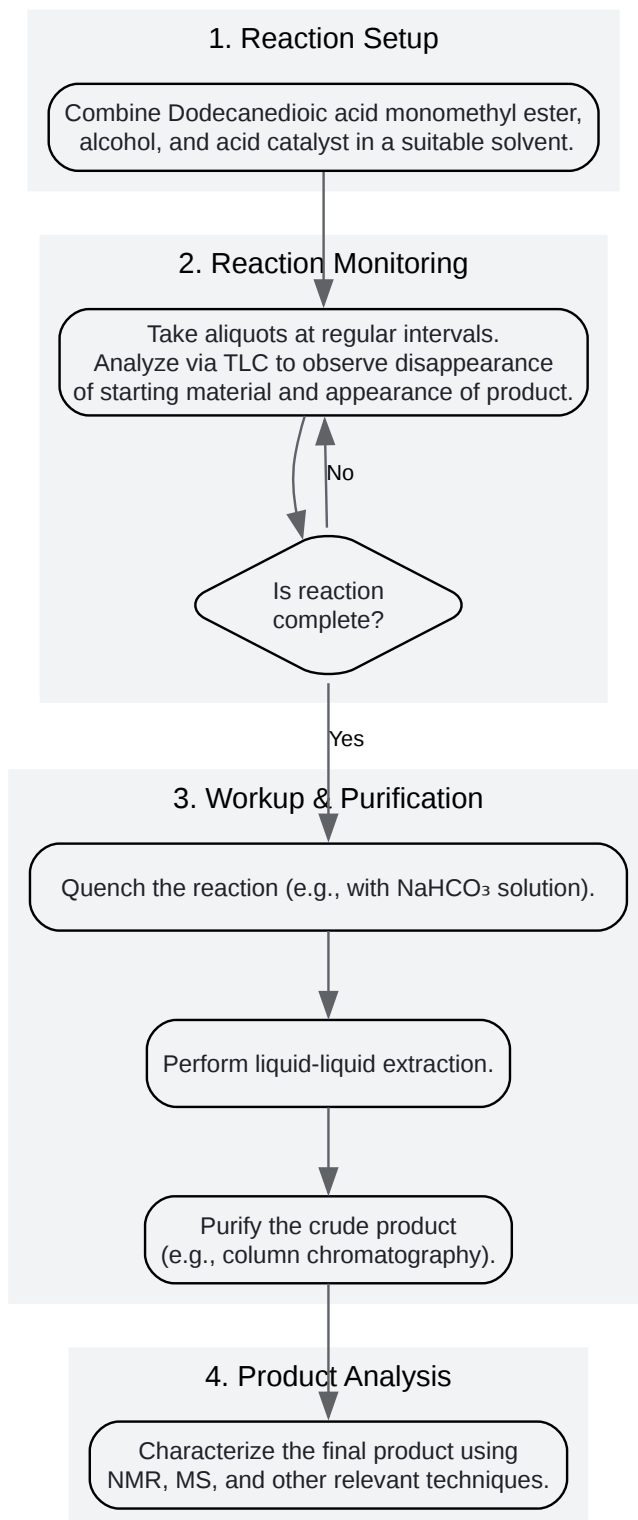 1. Reaction Setup
Combine Dodecanedioic acid monomethyl ester,
alcohol, and acid catalyst in a suitable solvent.
2. Reaction Monitoring
Take aliquots at regular intervals.
Analyze via TLC to observe disappearance
of starting material and appearance of product.
No
Is reaction
complete?
Yes
3. Workup & Purification
Quench the reaction (e.g., with NaHCO₃ solution).
Perform liquid-liquid extraction.
Purify the crude product
(e.g., column chromatography).
4. Product Analysis
Characterize the final product using
NMR, MS, and other relevant techniques.